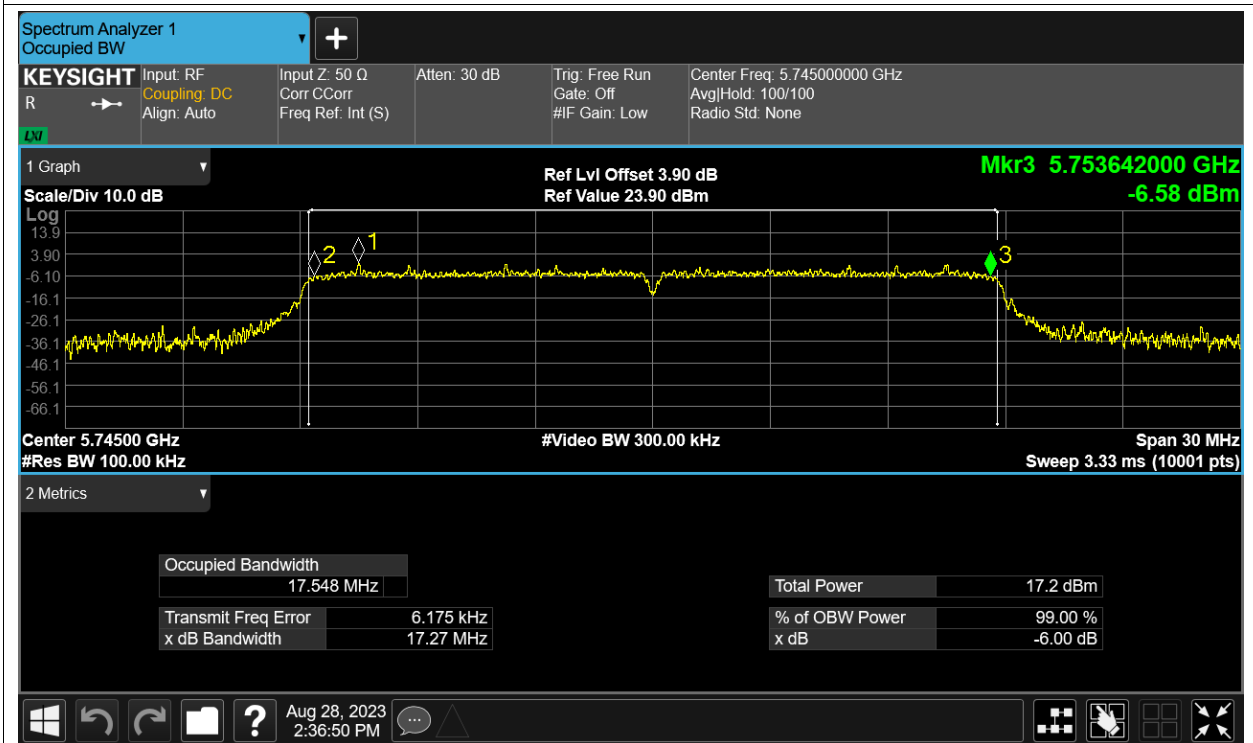 Spectrum Analyzer 1
Occupied BW
KEYSIGHT
R
LXI
Input: RF
Coupling: DC
Align: Auto
Input Z: 50 Ω
Corr CCorr
Freq Ref: Int (S)
Atten: 30 dB
Trig: Free Run
Gate: Off
#IF Gain: Low
Center Freq: 5.745000000 GHz
Avg|Hold: 100/100
Radio Std: None
1 Graph
Scale/Div 10.0 dB
Ref Lvl Offset 3.90 dB
Ref Value 23.90 dBm
Mkr3 5.753642000 GHz
-6.58 dBm
Log
13.9
3.90
-6.10
-16.1
-26.1
-36.1
-46.1
-56.1
-66.1
2
1
3
Center 5.74500 GHz
#Res BW 100.00 kHz
#Video BW 300.00 kHz
Span 30 MHz
Sweep 3.33 ms (10001 pts)
2 Metrics
Occupied Bandwidth
17.548 MHz
Transmit Freq Error 6.175 kHz
x dB Bandwidth 17.27 MHz
Total Power 17.2 dBm
% of OBW Power 99.00 %
x dB -6.00 dB
?
Aug 28, 2023
2:36:50 PM